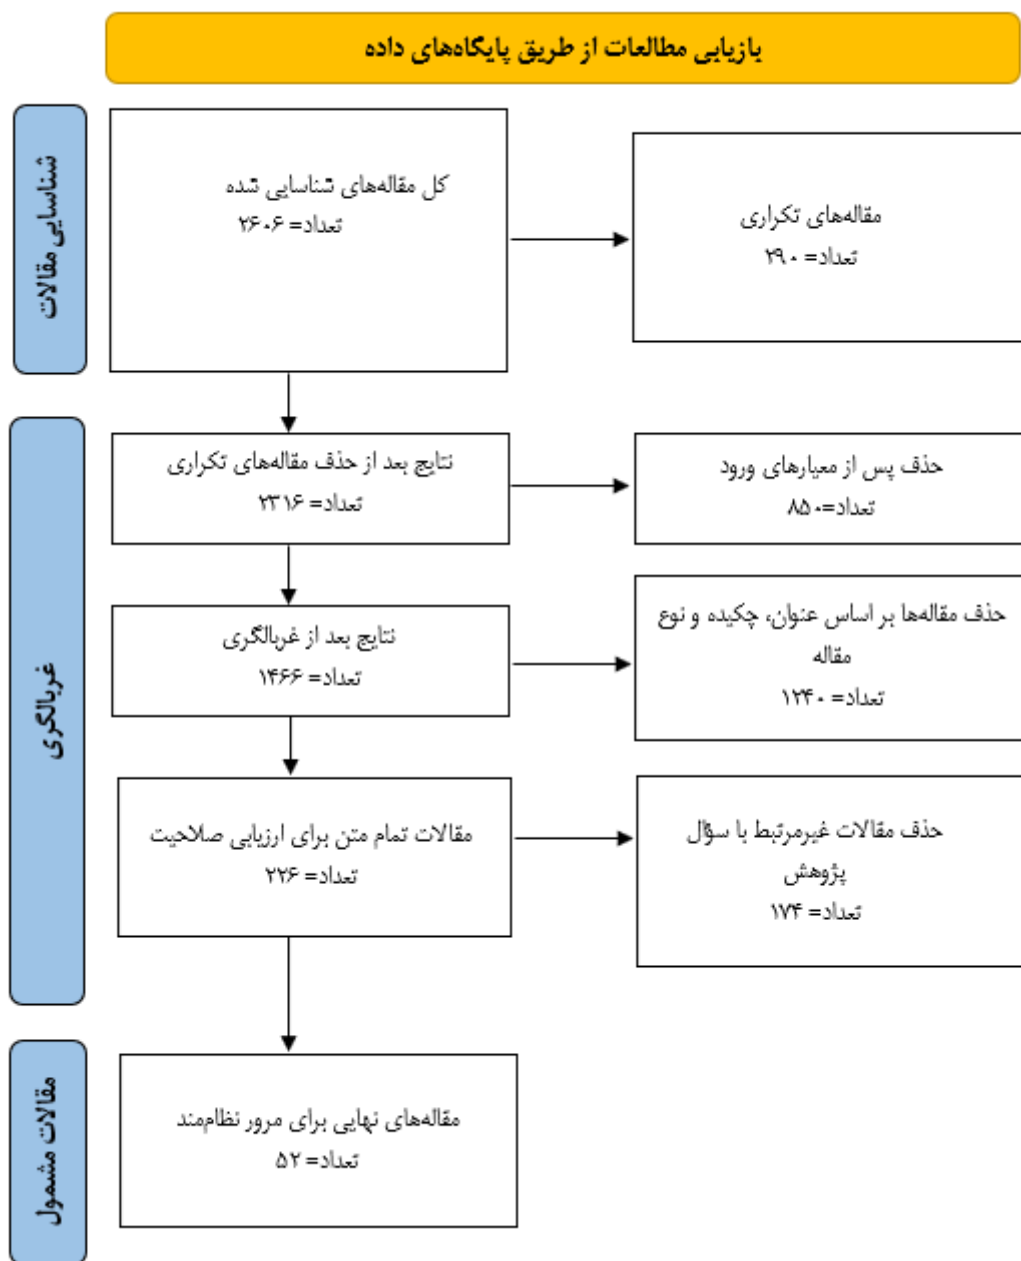 بازیابی مطالعات از طریق پایگاه‌های داده
شناسایی مقالات
کل مقاله‌های شناسایی شده
تعداد= ۲۶۰۶
مقاله‌های تکراری
تعداد= ۲۹۰
غربالگری
نتایج بعد از حذف مقاله‌های تکراری
تعداد= ۲۳۱۶
حذف پس از معیارهای ورود
تعداد=۸۵۰
نتایج بعد از غربالگری
تعداد= ۱۴۶۶
حذف مقاله‌ها بر اساس عنوان، چکیده و نوع
مقاله
تعداد= ۱۲۴۰
مقالات تمام متن برای ارزیابی صلاحیت
تعداد= ۲۲۶
حذف مقالات غیرمرتبط با سؤال
پژوهش
تعداد= ۱۷۴
مقالات مشمول
مقاله‌های نهایی برای مرور نظام‌مند
تعداد= ۵۲